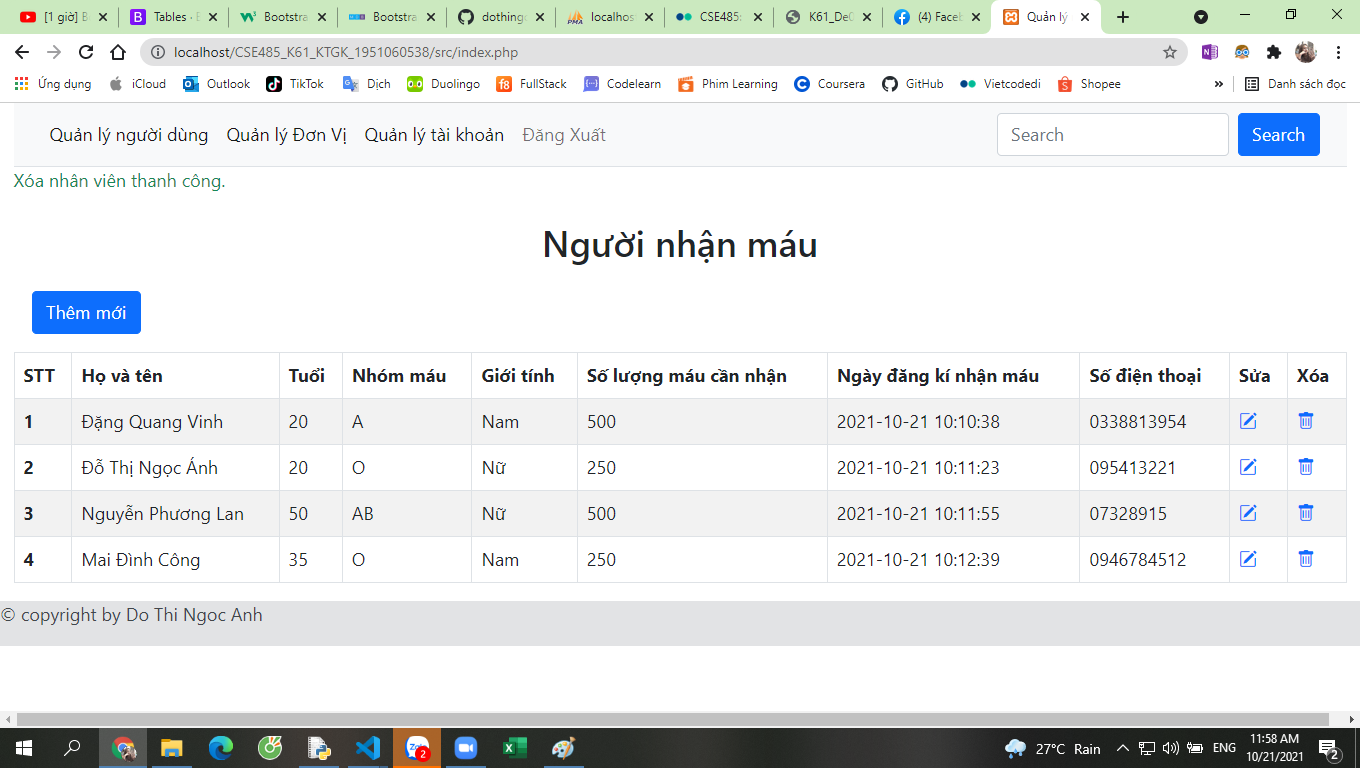 [1 giờ] B
Tables · B
Bootstra
Bootstra
dothingo
localhos
CSE485
K61_DeC
(4) Faceb
Quản lý
localhost/CSE485_K61_KTGK_1951060538/src/index.php
Ứng dụng iCloud Outlook TikTok Dịch Duolingo FullStack Codelearn Phim Learning Coursera GitHub Vietcodedi Shopee » Danh sách đọc
Quản lý người dùng Quản lý Đơn Vị Quản lý tài khoản Đăng Xuất Search Search
Xóa nhân viên thành công.
Người nhận máu
Thêm mới
STT Họ và tên Tuổi Nhóm máu Giới tính Số lượng máu cần nhận Ngày đăng kí nhận máu Số điện thoại Sửa Xóa
1 Đặng Quang Vinh 20 A Nam 500 2021-10-21 10:10:38 0338813954
2 Đỗ Thị Ngọc Ánh 20 O Nữ 250 2021-10-21 10:11:23 095413221
3 Nguyễn Phương Lan 50 AB Nữ 500 2021-10-21 10:11:55 07328915
4 Mai Đình Công 35 O Nam 250 2021-10-21 10:12:39 0946784512
© copyright by Do Thi Ngoc Anh
27°C Rain ENG 11:58 AM
10/21/2021
2